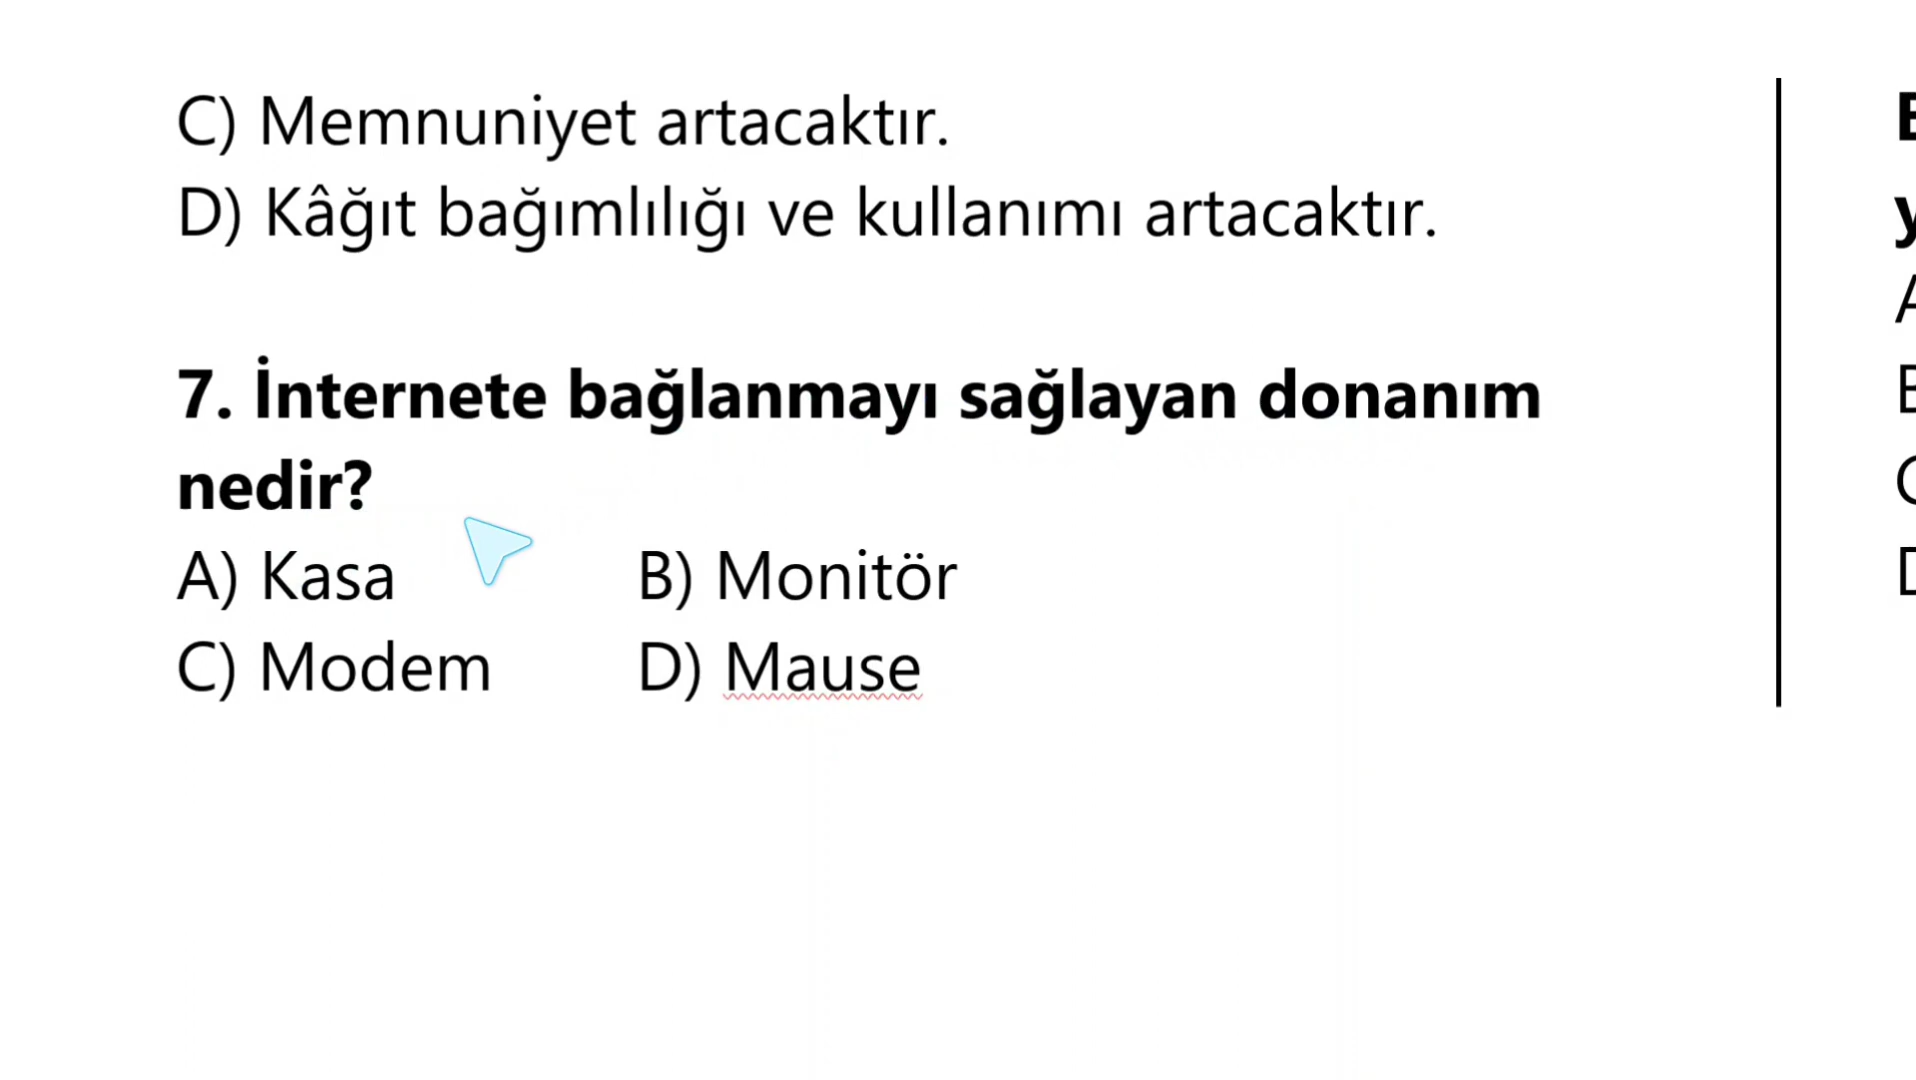 C) Memnuniyet artacaktır.
D) Kâğıt bağımlılığı ve kullanımı artacaktır.
7. İnternete bağlanmayı sağlayan donanım
nedir?
A) Kasa B) Monitör
C) Modem D) Mause